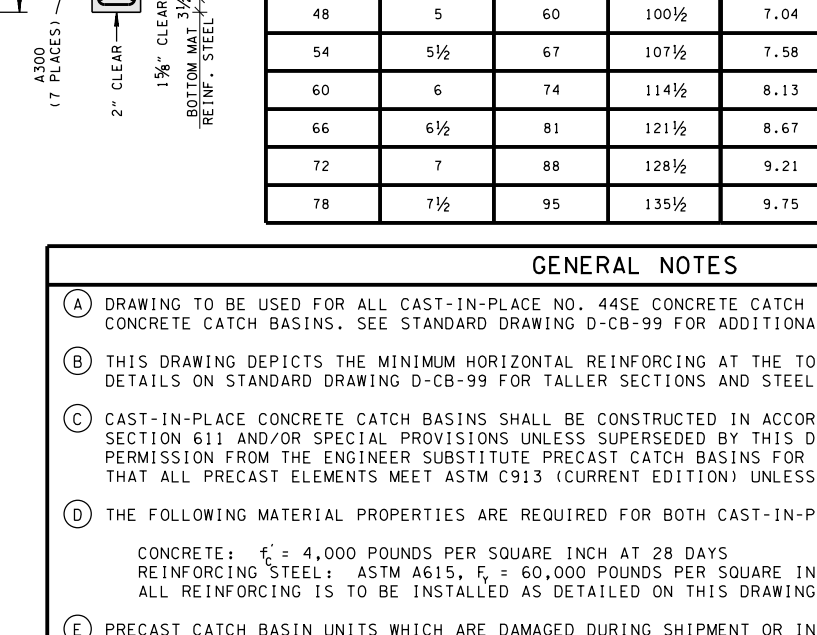 A300
(7 PLACES)
2" CLEAR
1⅝" CLEAR
BOTTOM MAT 3½
REINF. STEEL
48 5 60 100½ 7.04
54 5½ 67 107½ 7.58
60 6 74 114½ 8.13
66 6½ 81 121½ 8.67
72 7 88 128½ 9.21
78 7½ 95 135½ 9.75
GENERAL NOTES
A DRAWING TO BE USED FOR ALL CAST-IN-PLACE NO. 44SE CONCRETE CATCH
CONCRETE CATCH BASINS. SEE STANDARD DRAWING D-CB-99 FOR ADDITIONA
B THIS DRAWING DEPICTS THE MINIMUM HORIZONTAL REINFORCING AT THE TO
DETAILS ON STANDARD DRAWING D-CB-99 FOR TALLER SECTIONS AND STEEL
C CAST-IN-PLACE CONCRETE CATCH BASINS SHALL BE CONSTRUCTED IN ACCOR
SECTION 611 AND/OR SPECIAL PROVISIONS UNLESS SUPERSEDED BY THIS D
PERMISSION FROM THE ENGINEER SUBSTITUTE PRECAST CATCH BASINS FOR
THAT ALL PRECAST ELEMENTS MEET ASTM C913 (CURRENT EDITION) UNLESS
D THE FOLLOWING MATERIAL PROPERTIES ARE REQUIRED FOR BOTH CAST-IN-P
CONCRETE: f'c = 4,000 POUNDS PER SQUARE INCH AT 28 DAYS
REINFORCING STEEL: ASTM A615, Fy = 60,000 POUNDS PER SQUARE IN
ALL REINFORCING IS TO BE INSTALLED AS DETAILED ON THIS DRAWING
E PRECAST CATCH BASIN UNITS WHICH ARE DAMAGED DURING SHIPMENT OR IN